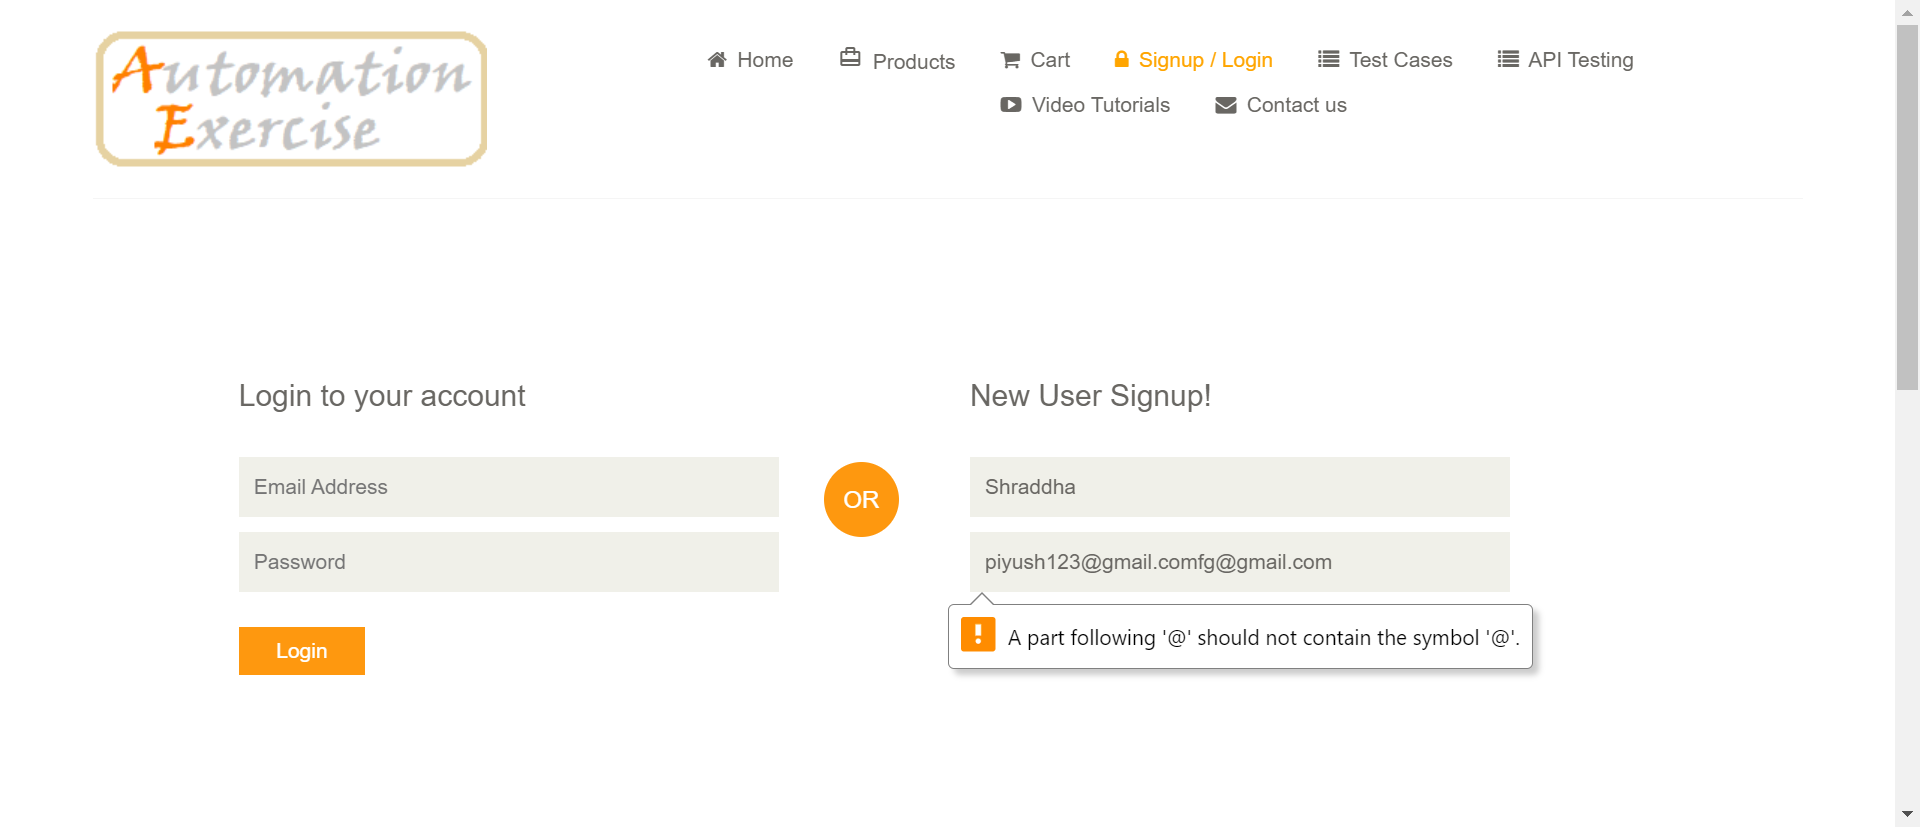 Automation
Exercise
Home
Products
Cart
Signup / Login
Test Cases
API Testing
Video Tutorials
Contact us
Login to your account
Email Address
Password
Login
OR
New User Signup!
Shraddha
piyush123@gmail.comfg@gmail.com
A part following '@' should not contain the symbol '@'.